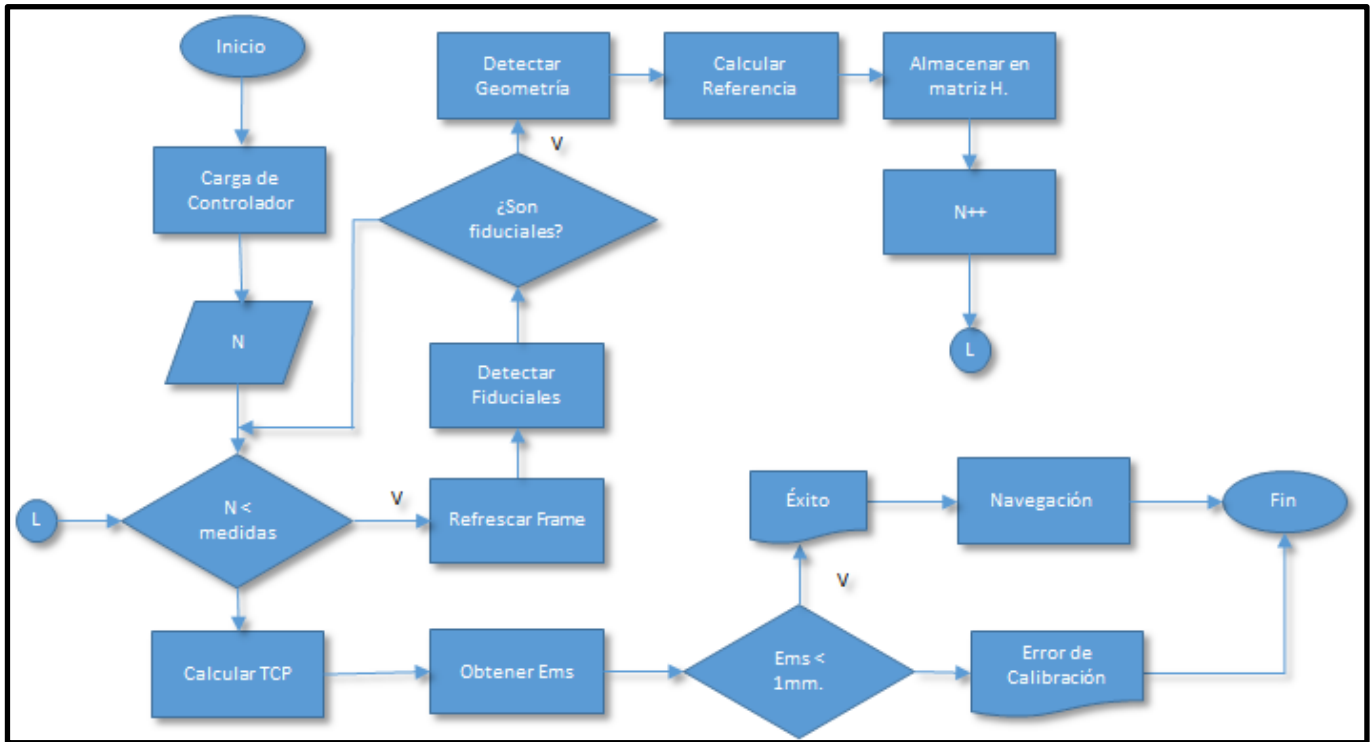 Inicio
Carga de
Controlador
N
L
N <
medidas
V
Refrescar Frame
Detectar
Fiduciales
¿Son
fiduciales?
V
Detectar
Geometría
Calcular
Referencia
Almacenar en
matriz H.
N++
L
Calcular TCP
Obtener Ems
Ems <
1mm.
V
Éxito
Navegación
Fin
Error de
Calibración